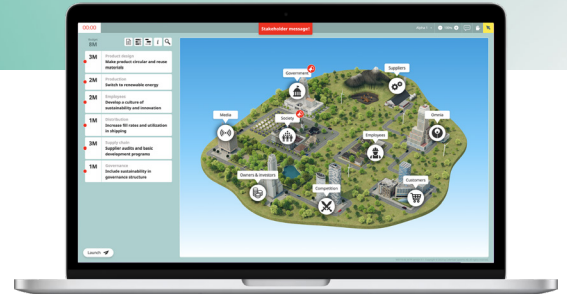 00:00
Stakeholder message!
8M
3M
Product design
Make product circular and reuse
materials
2M
Production
Switch to renewable energy
2M
Employees
Develop a culture of
sustainability and innovation
1M
Distribution
Increase fill rates and utilization
in shipping
3M
Supply chain
Supplier audits and basic
development programs
1M
Governance
Include sustainability in
governance structure
Launch
Government
Suppliers
Media
Society
Omnia
Employees
Owners & investors
Competition
Customers